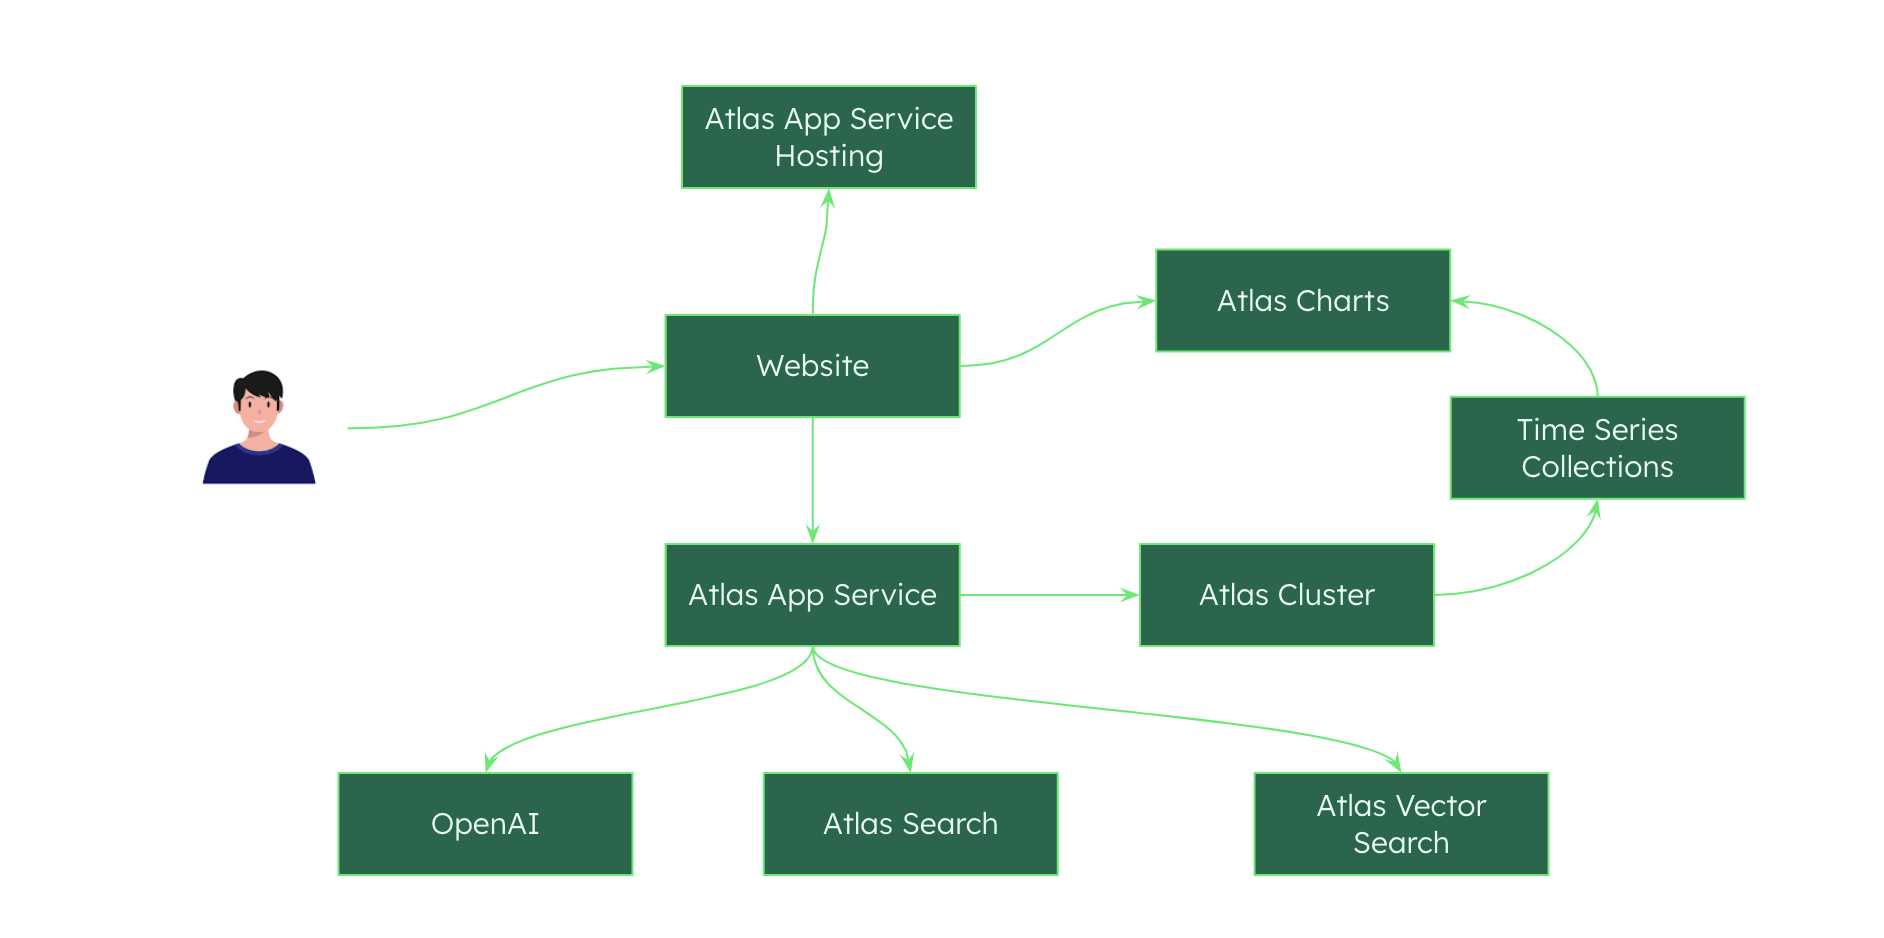 Atlas App Service
Hosting
Atlas Charts
Website
Time Series
Collections
Atlas App Service
Atlas Cluster
OpenAI
Atlas Search
Atlas Vector
Search